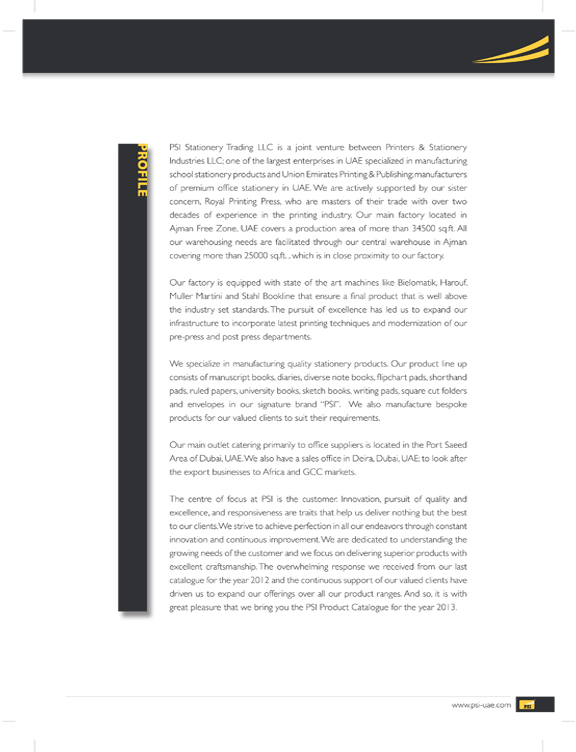 PROFILE
PSI Stationery Trading LLC is a joint venture between Printers & Stationery
Industries LLC; one of the largest enterprises in UAE specialized in manufacturing
school stationery products and Union Emirates Printing & Publishing; manufacturers
of premium office stationery in UAE. We are actively supported by our sister
concern, Royal Printing Press, who are masters of their trade with over two
decades of experience in the printing industry. Our main factory located in
Ajman Free Zone, UAE covers a production area of more than 34500 sq.ft. All
our warehousing needs are facilitated through our central warehouse in Ajman
covering more than 25000 sq.ft. , which is in close proximity to our factory.
Our factory is equipped with state of the art machines like Bielomatik, Harouf,
Muller Martini and Stahl Bookline that ensure a final product that is well above
the industry set standards. The pursuit of excellence has led us to expand our
infrastructure to incorporate latest printing techniques and modernization of our
pre-press and post press departments.
We specialize in manufacturing quality stationery products. Our product line up
consists of manuscript books, diaries, diverse note books, flipchart pads, shorthand
pads, ruled papers, university books, sketch books, writing pads, square cut folders
and envelopes in our signature brand "PSI". We also manufacture bespoke
products for our valued clients to suit their requirements.
Our main outlet catering primarily to office suppliers is located in the Port Saeed
Area of Dubai, UAE. We also have a sales office in Deira, Dubai, UAE; to look after
the export businesses to Africa and GCC markets.
The centre of focus at PSI is the customer. Innovation, pursuit of quality and
excellence, and responsiveness are traits that help us deliver nothing but the best
to our clients. We strive to achieve perfection in all our endeavors through constant
innovation and continuous improvement. We are dedicated to understanding the
growing needs of the customer and we focus on delivering superior products with
excellent craftsmanship. The overwhelming response we received from our last
catalogue for the year 2012 and the continuous support of our valued clients have
driven us to expand our offerings over all our product ranges. And so, it is with
great pleasure that we bring you the PSI Product Catalogue for the year 2013.
www.psi-uae.com
PSI